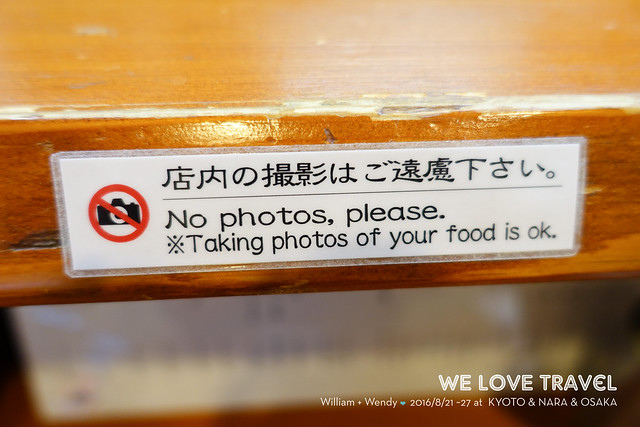 店内の撮影はご遠慮下さい。
No photos, please.
※Taking photos of your food is ok.
WE LOVE TRAVEL
William + Wendy ♥ 2016/8/21 ~27 at KYOTO & NARA & OSAKA